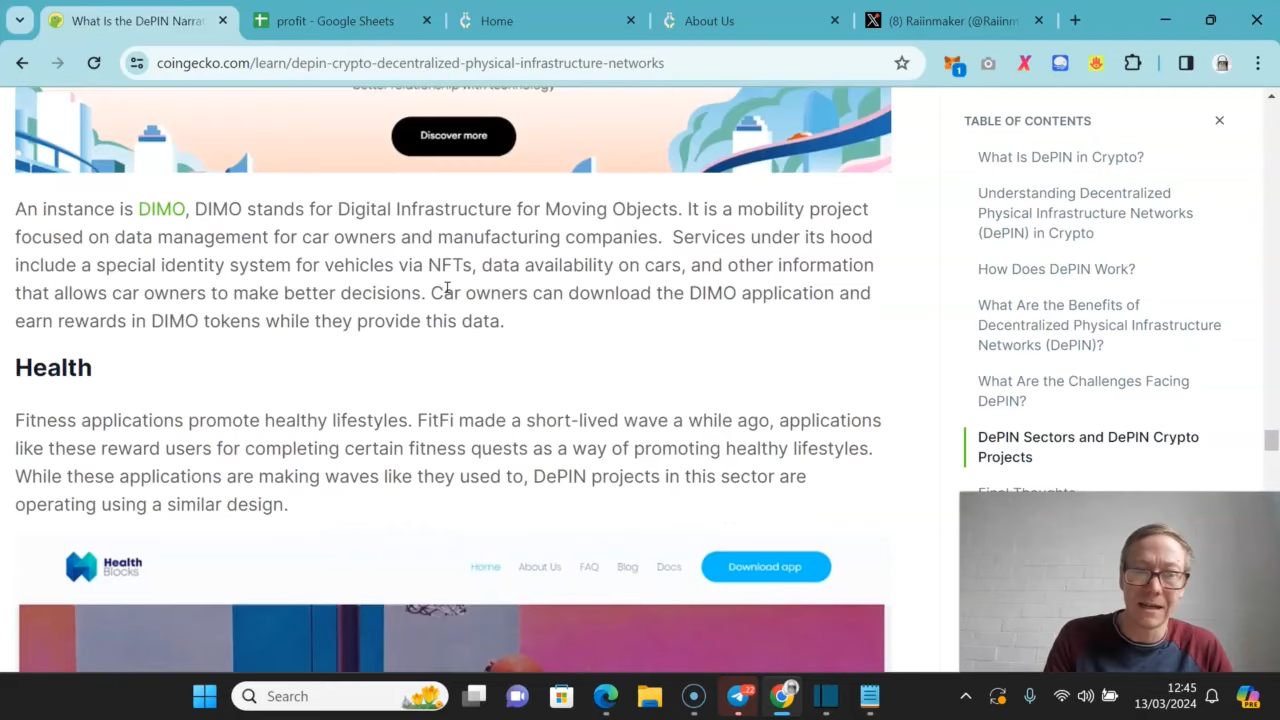 What Is the DePIN Narrat
profit - Google Sheets
Home
About Us
(8) Raiinmaker (@Raiinm
coingecko.com/learn/depin-crypto-decentralized-physical-infrastructure-networks
1
better relationship with technology
Discover more
An instance is DIMO, DIMO stands for Digital Infrastructure for Moving Objects. It is a mobility project
focused on data management for car owners and manufacturing companies.  Services under its hood
include a special identity system for vehicles via NFTs, data availability on cars, and other information
that allows car owners to make better decisions. Car owners can download the DIMO application and
earn rewards in DIMO tokens while they provide this data.
Health
Fitness applications promote healthy lifestyles. FitFi made a short-lived wave a while ago, applications
like these reward users for completing certain fitness quests as a way of promoting healthy lifestyles.
While these applications are making waves like they used to, DePIN projects in this sector are
operating using a similar design.
Health
Blocks
Home
About Us
FAQ
Blog
Docs
Download app
TABLE OF CONTENTS
What Is DePIN in Crypto?
Understanding Decentralized
Physical Infrastructure Networks
(DePIN) in Crypto
How Does DePIN Work?
What Are the Benefits of
Decentralized Physical Infrastructure
Networks (DePIN)?
What Are the Challenges Facing
DePIN?
DePIN Sectors and DePIN Crypto
Projects
Final Thoughts
Search
22
12:45
13/03/2024
PRE